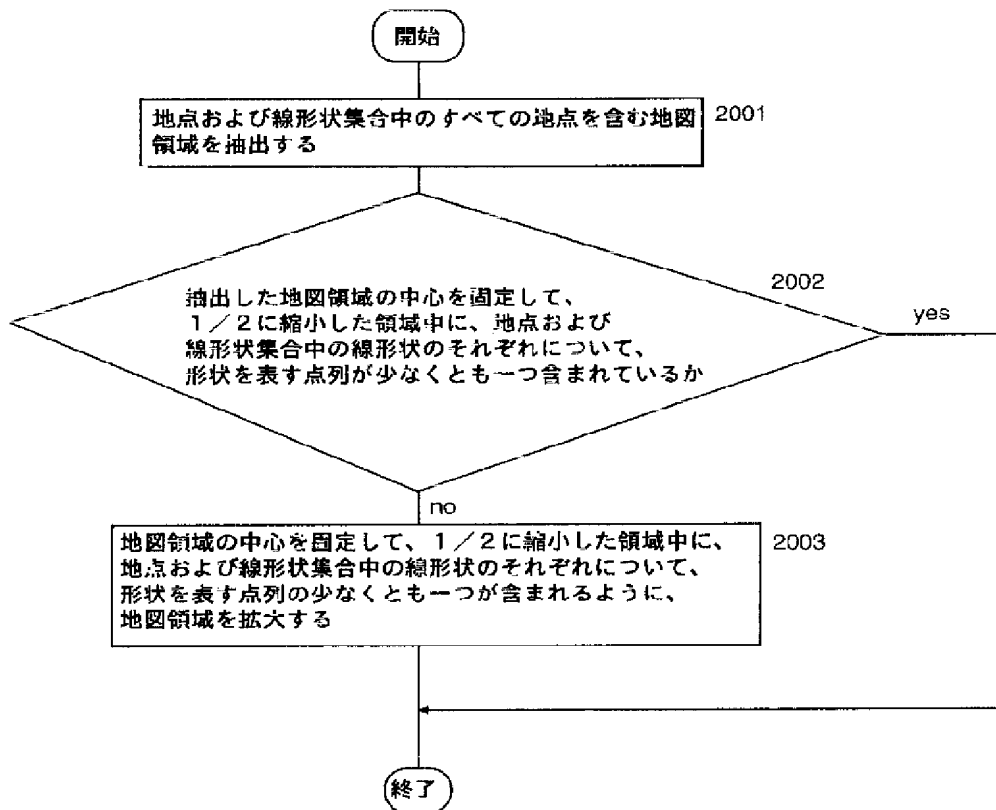 開始
地点および線形状集合中のすべての地点を含む地図
領域を抽出する
2001
2002
抽出した地図領域の中心を固定して、
1／2に縮小した領域中に、地点および
線形状集合中の線形状のそれぞれについて、
形状を表す点列が少なくとも一つ含まれているか
yes
no
地図領域の中心を固定して、1／2に縮小した領域中に、
地点および線形状集合中の線形状のそれぞれについて、
形状を表す点列の少なくとも一つが含まれるように、
地図領域を拡大する
2003
終了